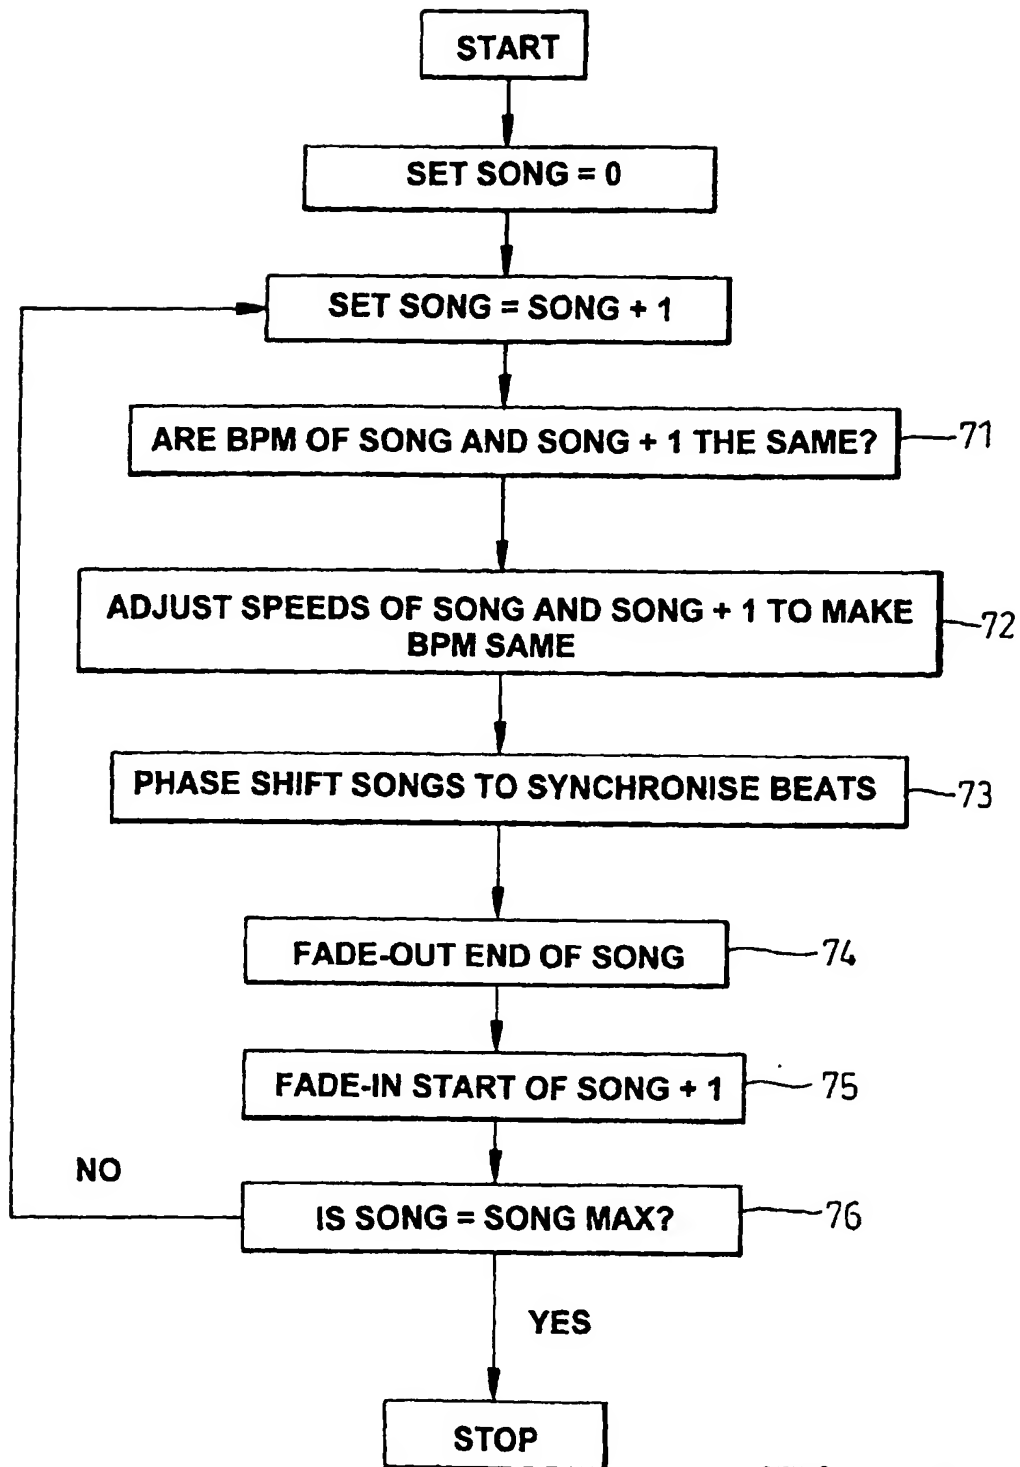 START
SET SONG = 0
SET SONG = SONG + 1
ARE BPM OF SONG AND SONG + 1 THE SAME?
71
ADJUST SPEEDS OF SONG AND SONG + 1 TO MAKE
BPM SAME
72
PHASE SHIFT SONGS TO SYNCHRONISE BEATS
73
FADE-OUT END OF SONG
74
FADE-IN START OF SONG + 1
75
NO
IS SONG = SONG MAX?
76
YES
STOP